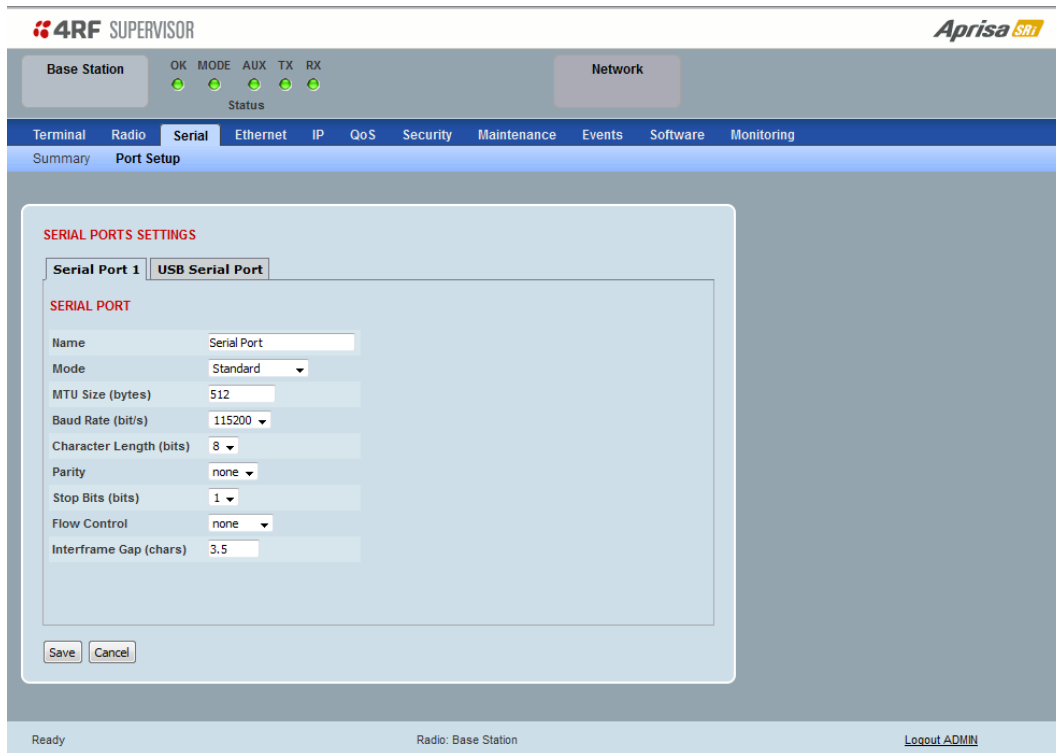 4RF SUPERVISOR
Aprisa SRi
Base Station
OK MODE AUX TX RX
Status
Network
Terminal Radio Serial Ethernet IP QoS Security Maintenance Events Software Monitoring
Summary Port Setup
SERIAL PORTS SETTINGS
Serial Port 1 USB Serial Port
SERIAL PORT
Name Serial Port
Mode Standard
MTU Size (bytes) 512
Baud Rate (bit/s) 115200
Character Length (bits) 8
Parity none
Stop Bits (bits) 1
Flow Control none
Interframe Gap (chars) 3.5
Save Cancel
Ready Radio: Base Station Logout ADMIN